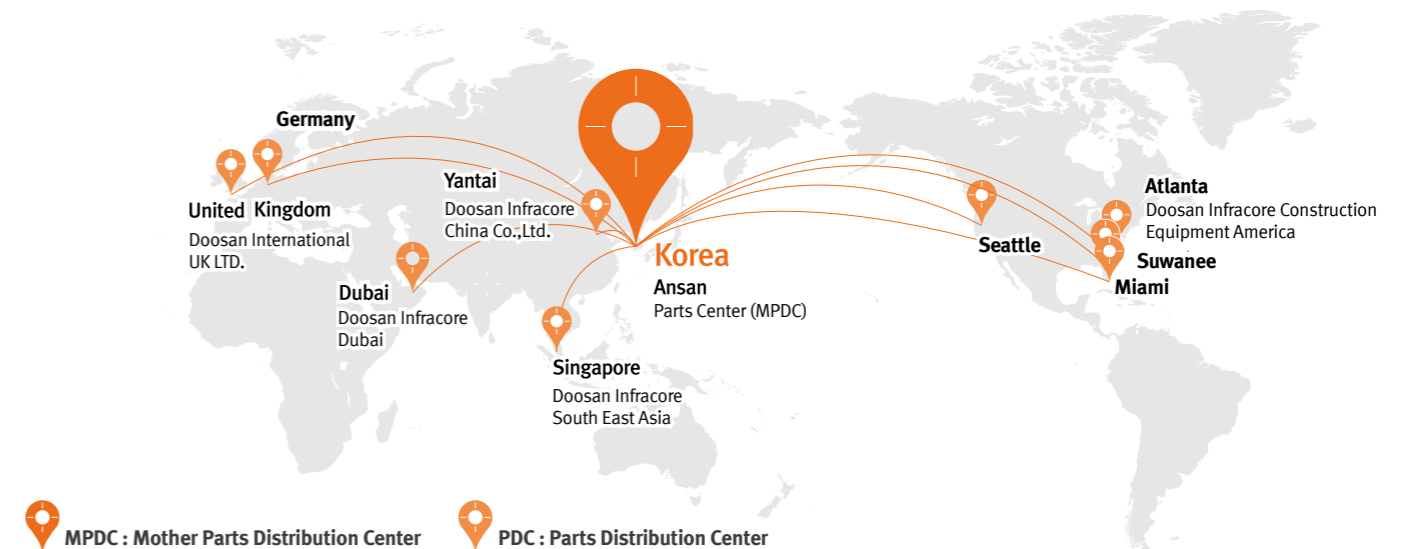 Germany
United Kingdom
Doosan International
UK LTD.
Yantai
Doosan Infracore
China Co.,Ltd.
Dubai
Doosan Infracore
Dubai
Korea
Ansan
Parts Center (MPDC)
Singapore
Doosan Infracore
South East Asia
Seattle
Atlanta
Doosan Infracore Construction
Equipment America
Suwanee
Miami
MPDC : Mother Parts Distribution Center
PDC : Parts Distribution Center